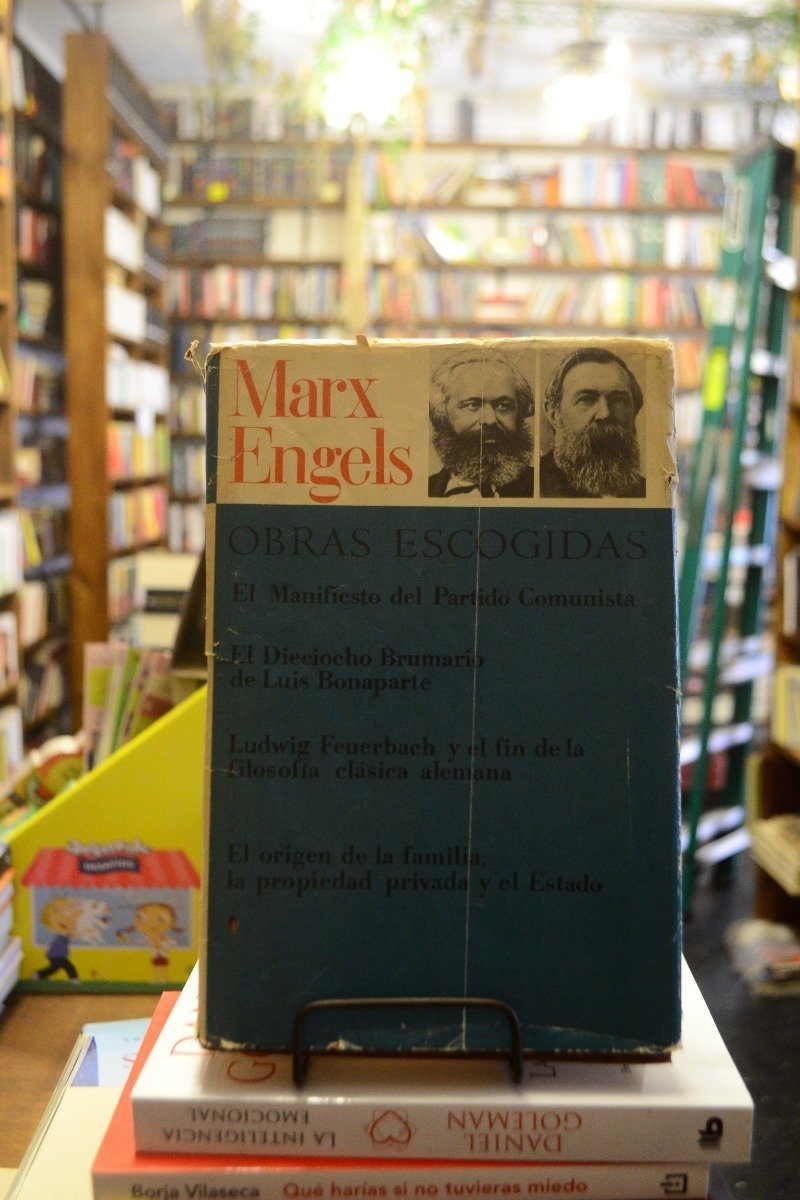 Marx
Engels
OBRAS ESCOGIDAS
El Manifiesto del Partido Comunista
El Dieciocho Brumario
de Luis Bonaparte
Ludwig Feuerbach y el fin de la
filosofía clásica alemana
El origen de la familia,
la propiedad privada y el Estado
DANIEL
GOLEMAN
LA INTELIGENCIA
EMOCIONAL
Borja Vilaseca Qué harías si no tuvieras miedo